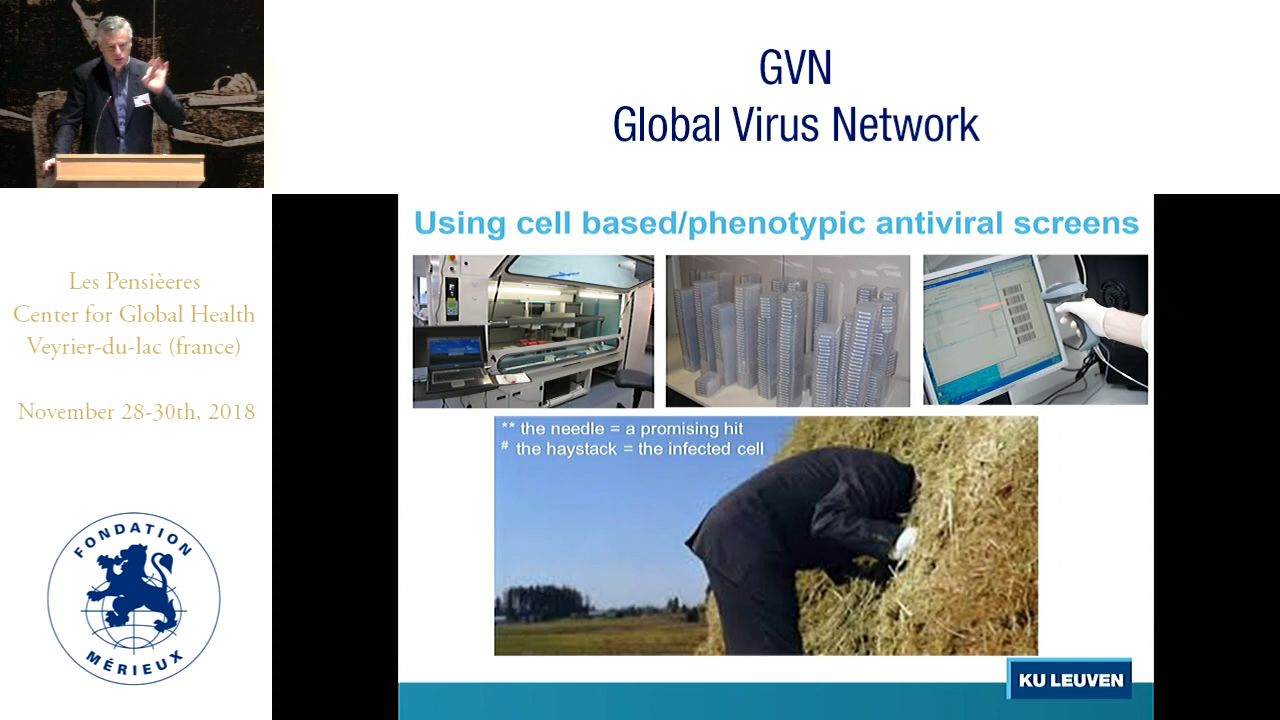 GVN
Global Virus Network
Les Pensièeres
Center for Global Health
Veyrier-du-lac (france)
November 28-30th, 2018
FONDATION
MÉRIEUX
Using cell based/phenotypic antiviral screens
** the needle = a promising hit
# the haystack = the infected cell
KU LEUVEN